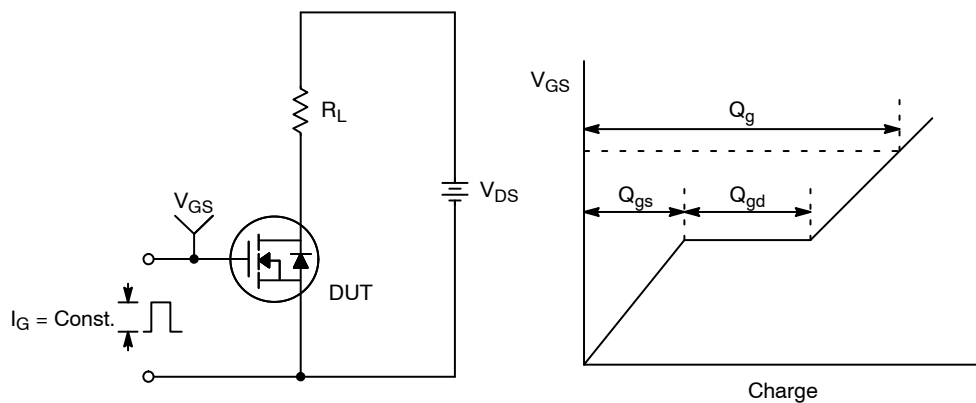 R_L
V_GS
V_DS
DUT
I_G = Const.
V_GS
Q_g
Q_gs
Q_gd
Charge